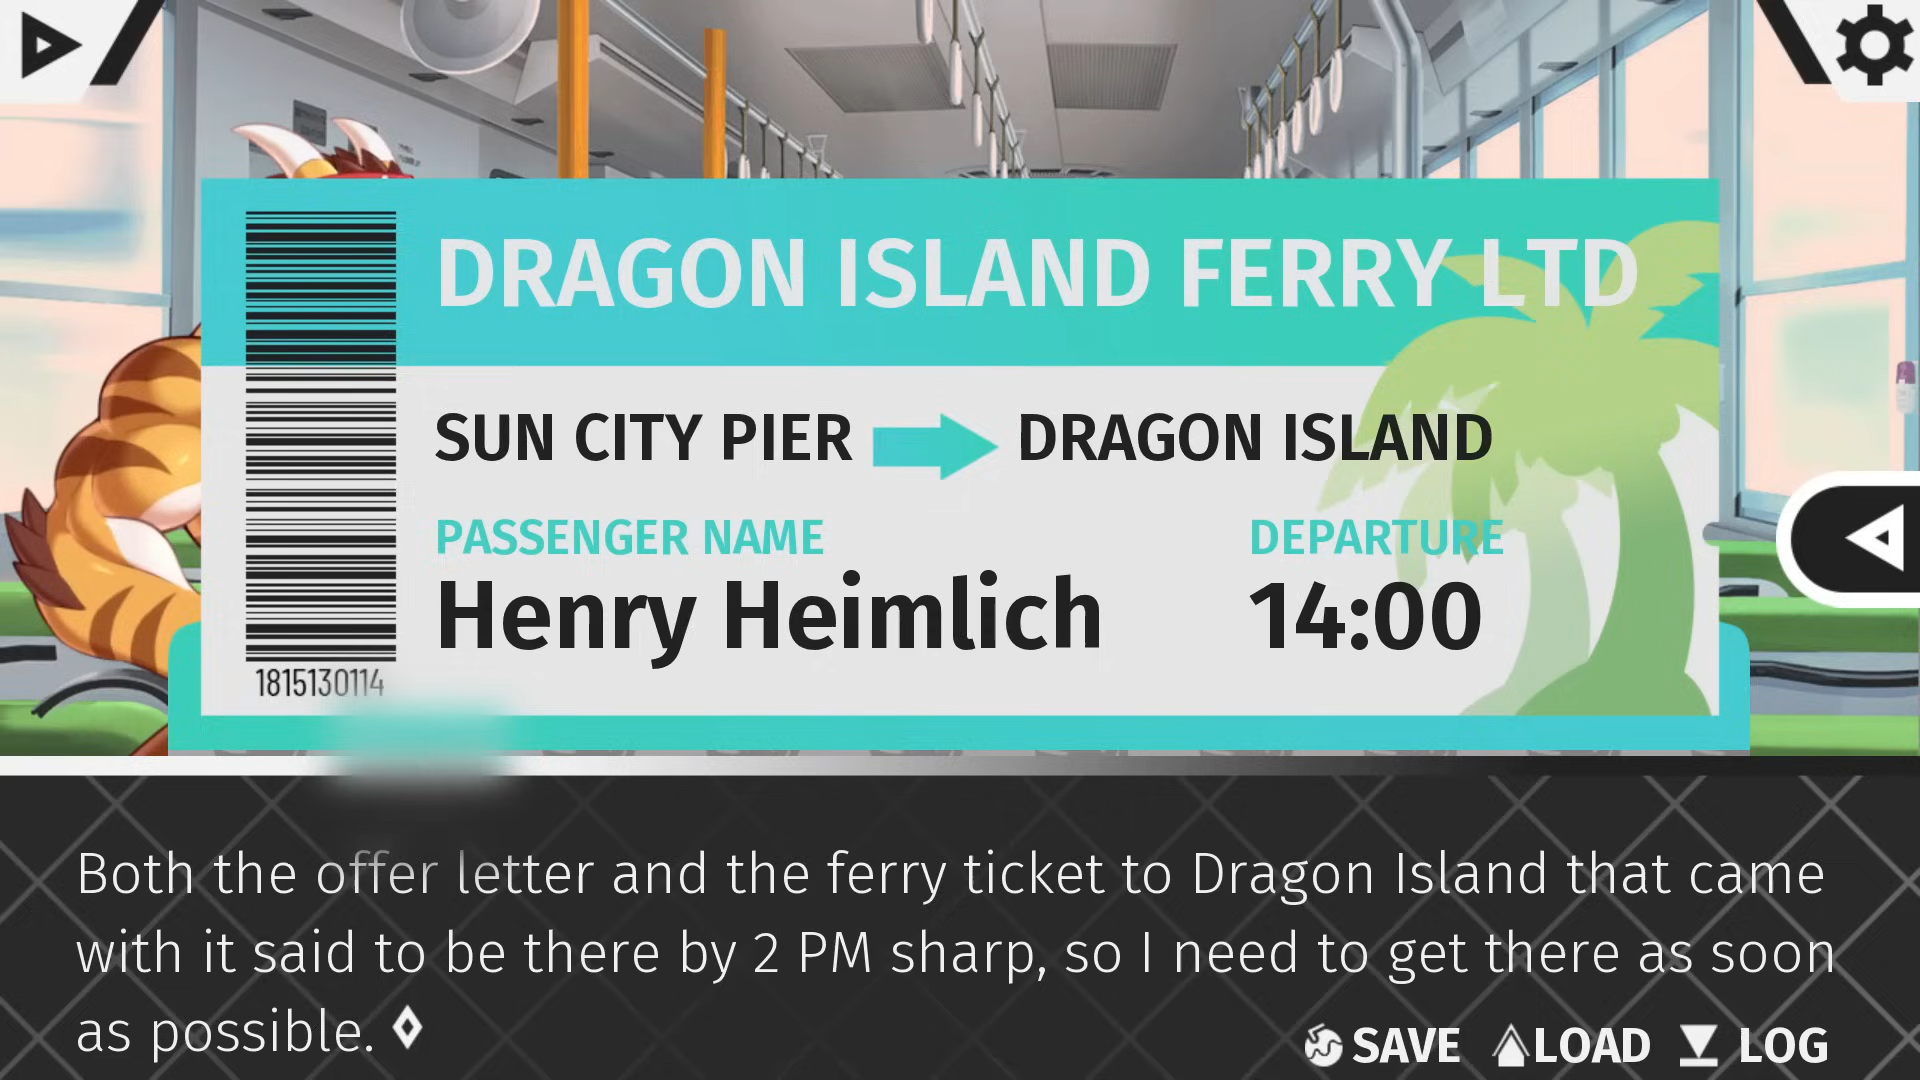 DRAGON ISLAND FERRY LTD
SUN CITY PIER DRAGON ISLAND
PASSENGER NAME DEPARTURE
Henry Heimlich 14:00
1815130114
Both the offer letter and the ferry ticket to Dragon Island that came
with it said to be there by 2 PM sharp, so I need to get there as soon
as possible.
SAVE LOAD LOG